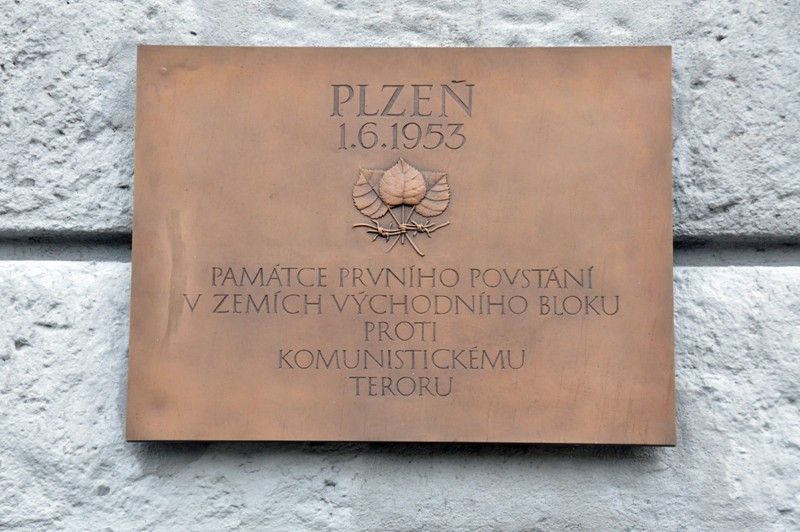 PLZEŇ
1.6.1953
PAMÁTCE PRVNÍHO POVSTÁNÍ
V ZEMÍCH VÝCHODNÍHO BLOKU
PROTI
KOMUNISTICKÉMU
TERORU